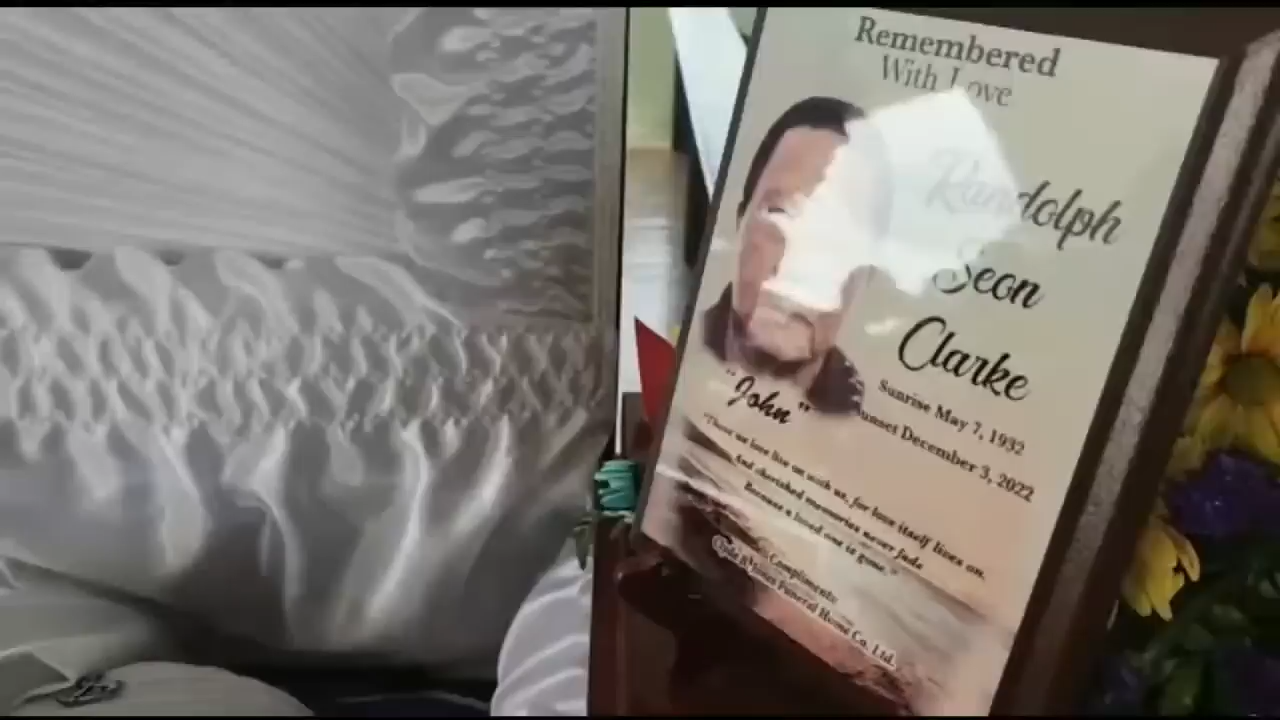 Remembered
With Love
Randolph
Seon
Clarke
"John"
Sunrise May 7, 1932
Sunset December 3, 2022
"Those we love live on with us, for love itself lives on.
And cherished memories never fade
Because a loved one is gone."
Compliments
Funeral Home Co. Ltd.